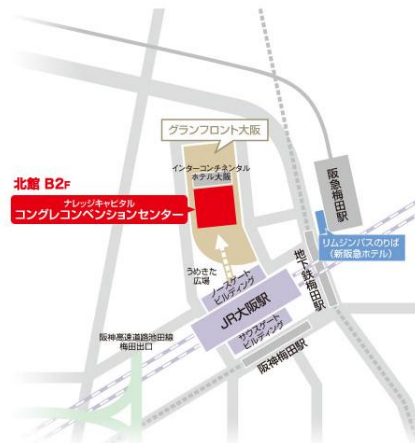 グランフロント大阪
インターコンチネンタル
ホテル大阪
北館 B2F
ナレッジキャピタル
コングレコンベンションセンター
阪急梅田駅
リムジンバスのりば
(新阪急ホテル)
うめきた
広場
ノースゲート
ビルディング
地下鉄梅田駅
JR大阪駅
サウスゲート
ビルディング
阪神高速道路池田線
梅田出口
阪神梅田駅